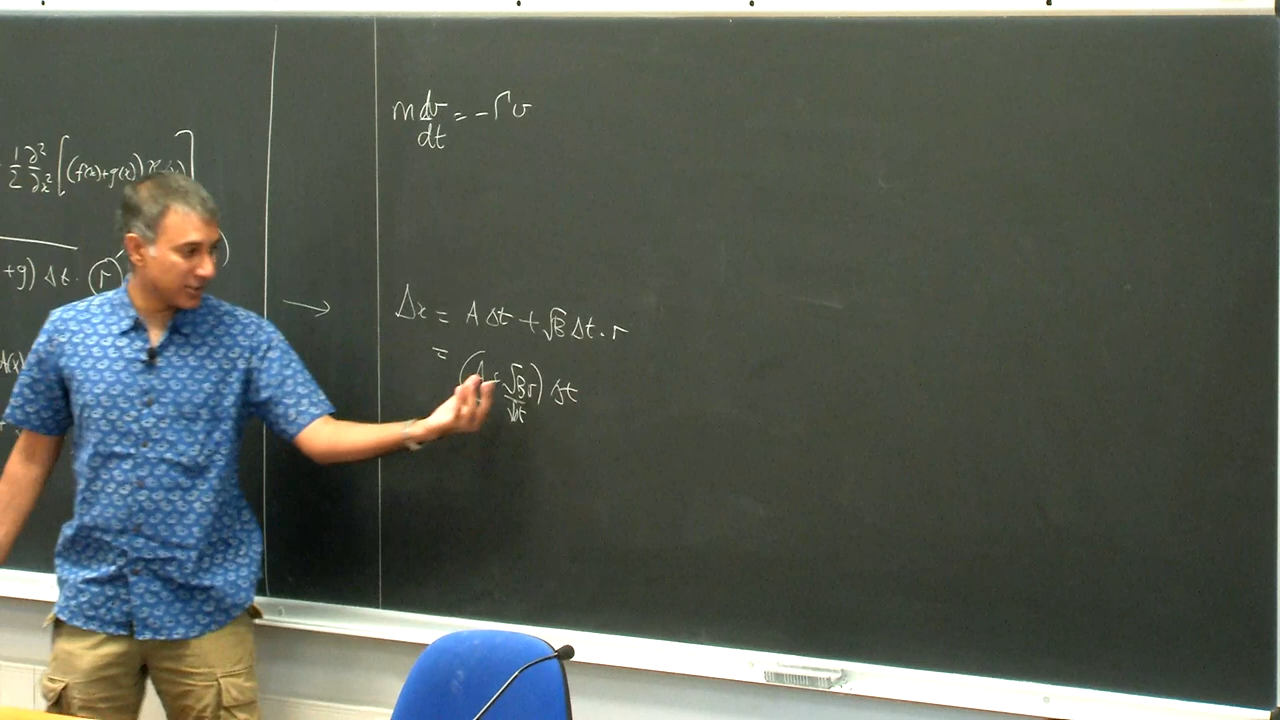 1/2 ∂²/∂x² [(f(x)+g(x))
+g) Δt · (r
A(x)
m dv/dt = -Γv
→ Δx = A Δt + √B Δt · r
= (A + √B r/√Δt) Δt